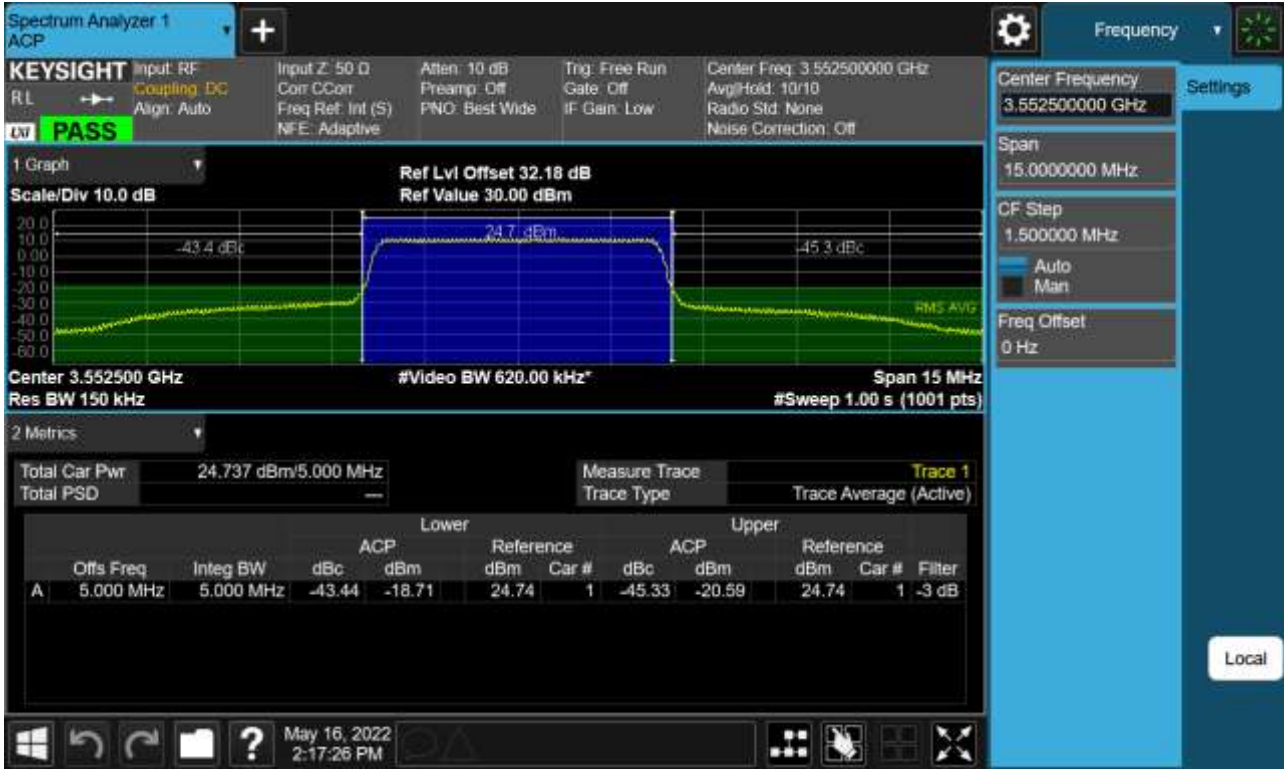 Spectrum Analyzer 1
ACP
+
Frequency
KEYSIGHT
Input: RF
Coupling: DC
Align: Auto
Input Z: 50 Ω
Corr CCorr
Freq Ref: Int (S)
NFE: Adaptive
Atten: 10 dB
Preamp: Off
PNO: Best Wide
Trig: Free Run
Gate: Off
IF Gain: Low
Center Freq: 3.552500000 GHz
Avg|Hold: 10/10
Radio Std: None
Noise Correction: Off
RL
LXI
PASS
1 Graph
Scale/Div 10.0 dB
Ref Lvl Offset 32.18 dB
Ref Value 30.00 dBm
20.0
10.0
0.00
-10.0
-20.0
-30.0
-40.0
-50.0
-60.0
-43.4 dBc
24.7 dBm
-45.3 dBc
RMS AVG
Center 3.552500 GHz
#Video BW 620.00 kHz*
Span 15 MHz
Res BW 150 kHz
#Sweep 1.00 s (1001 pts)
2 Metrics
Total Car Pwr 24.737 dBm/5.000 MHz
Total PSD ---
Measure Trace Trace 1
Trace Type Trace Average (Active)
Lower Upper
ACP Reference ACP Reference
Offs Freq Integ BW dBc dBm dBm Car # dBc dBm dBm Car # Filter
A 5.000 MHz 5.000 MHz -43.44 -18.71 24.74 1 -45.33 -20.59 24.74 1 -3 dB
?
May 16, 2022
2:17:26 PM
Center Frequency
3.552500000 GHz
Span
15.0000000 MHz
CF Step
1.500000 MHz
Auto
Man
Freq Offset
0 Hz
Settings
Local